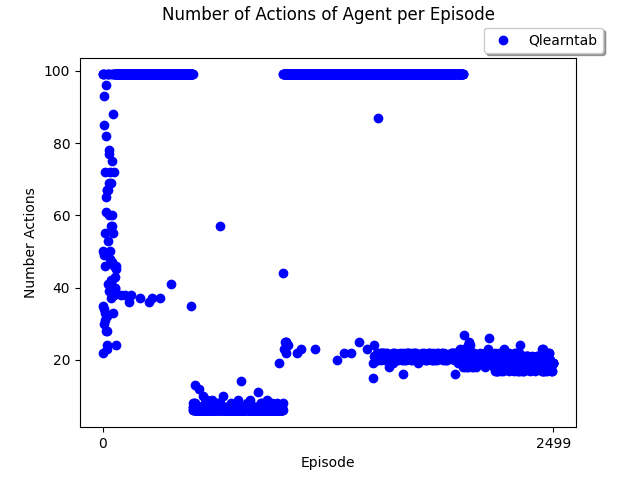 Number of Actions of Agent per Episode
Qlearntab
100
80
60
40
20
Number Actions
0
2499
Episode